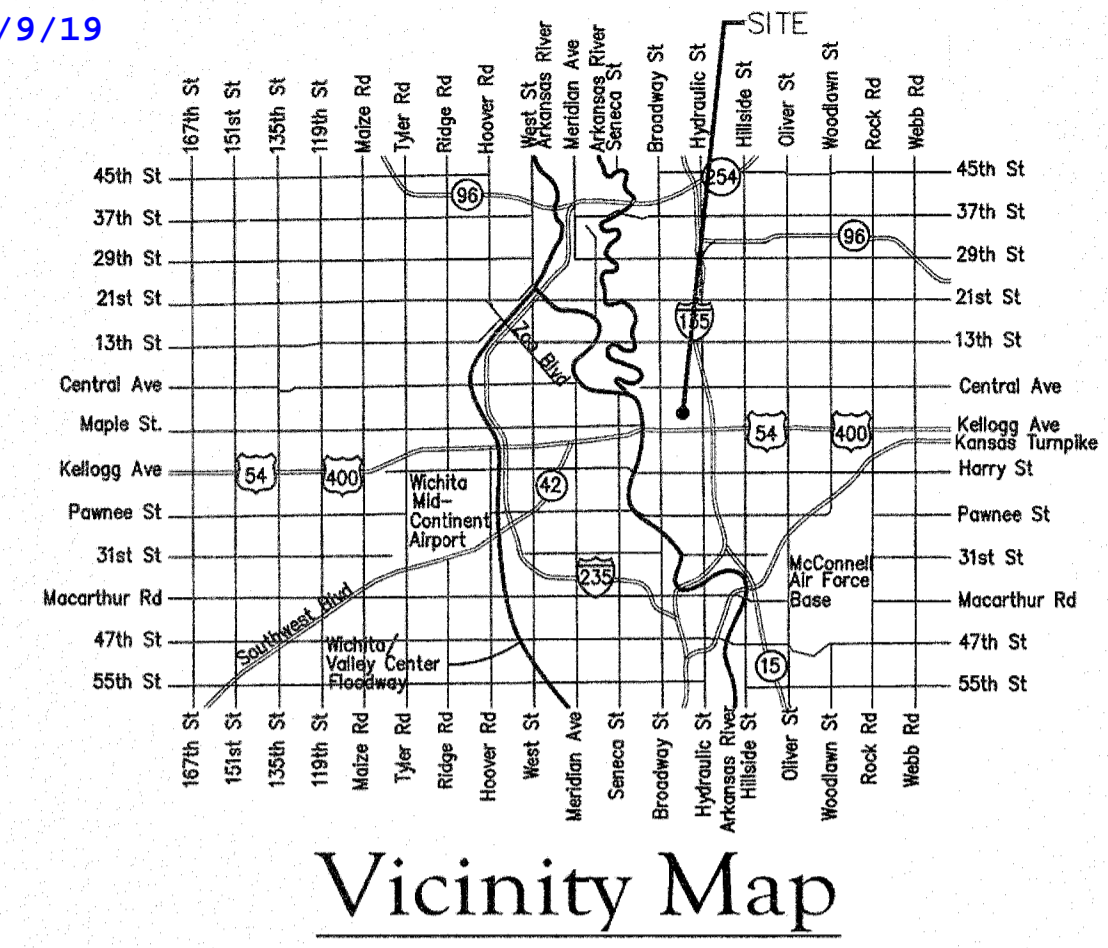 /9/19
SITE
167th St
151st St
135th St
119th St
Maize Rd
Tyler Rd
Ridge Rd
Hoover Rd
West St
Arkansas River
Meridian Ave
Arkansas River
Seneca St
Broadway St
Hydraulic St
Hillside St
Oliver St
Woodlawn St
Rock Rd
Webb Rd
45th St
37th St
29th St
21st St
13th St
Central Ave
Maple St.
Kellogg Ave
Pawnee St
31st St
Macarthur Rd
47th St
55th St
96
254
96
Zoo Blvd
54
400
54
400
42
Wichita
Mid-
Continent
Airport
235
McConnell
Air Force
Base
Southwest Blvd
Wichita/
Valley Center
Floodway
15
45th St
37th St
29th St
21st St
13th St
Central Ave
Kellogg Ave
Kansas Turnpike
Harry St
Pawnee St
31st St
Macarthur Rd
47th St
55th St
167th St
151st St
135th St
119th St
Maize Rd
Tyler Rd
Ridge Rd
Hoover Rd
West St
Meridian Ave
Seneca St
Broadway St
Hydraulic St
Arkansas River
Hillside St
Oliver St
Woodlawn St
Rock Rd
Webb Rd
Vicinity Map